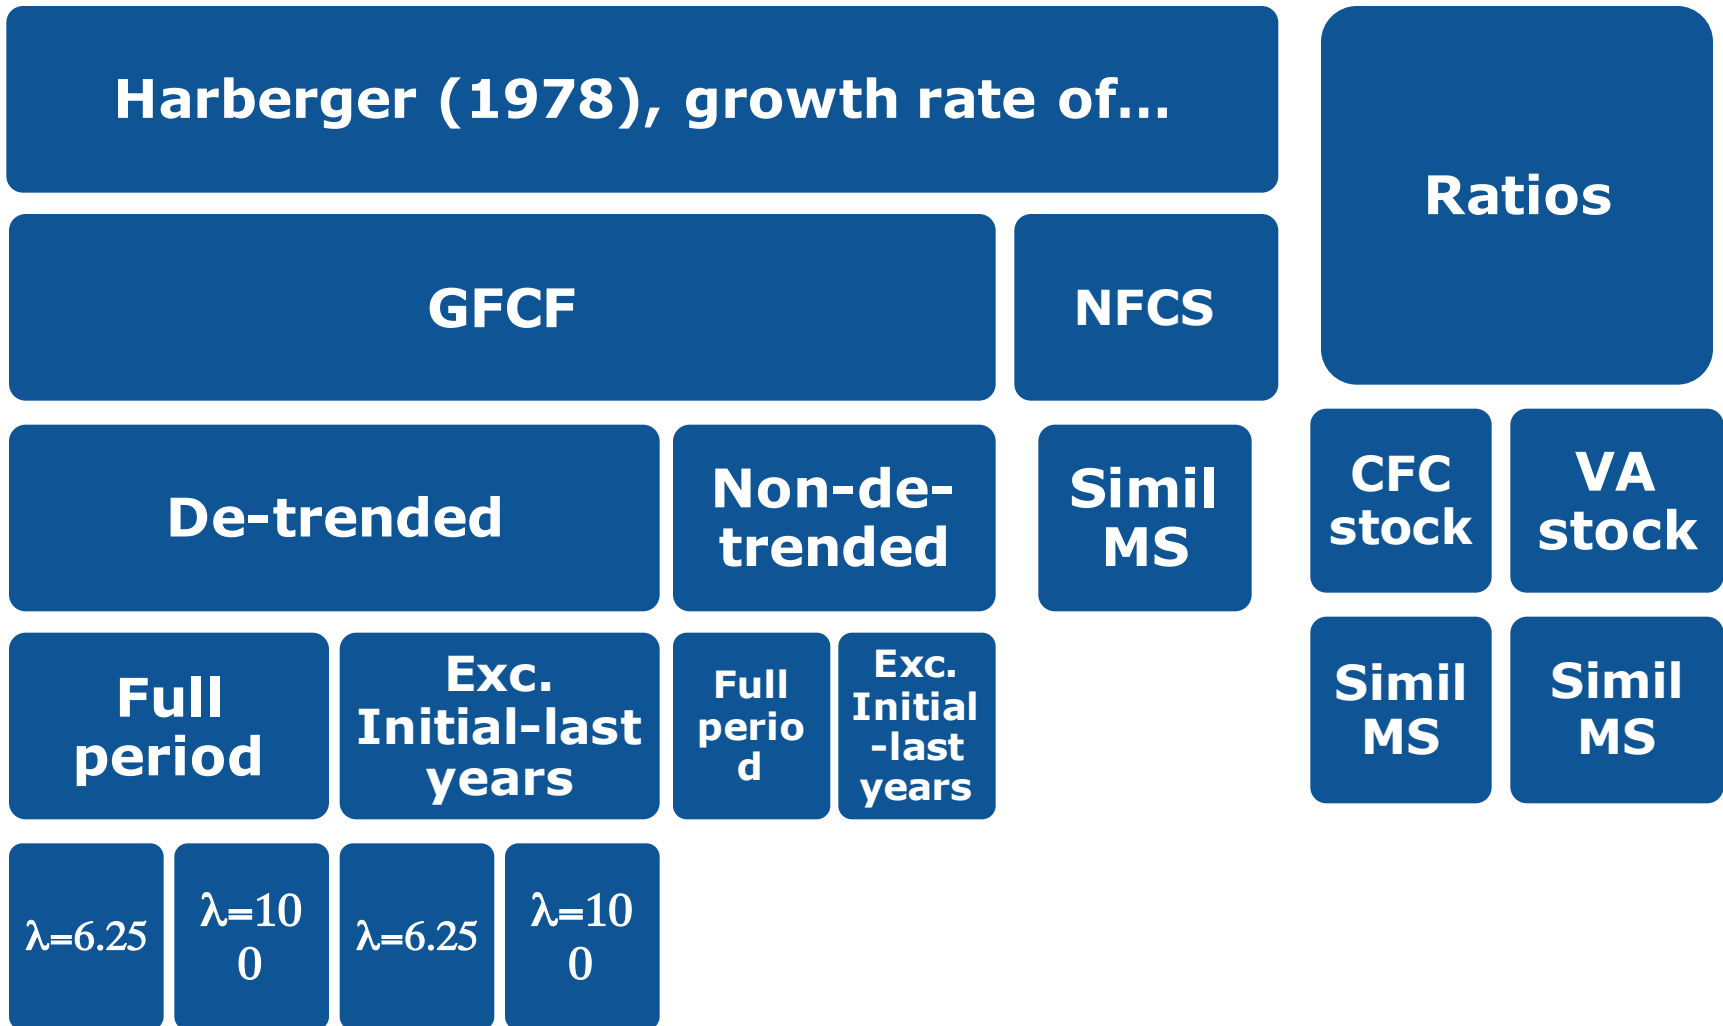 Harberger (1978), growth rate of…
Ratios
GFCF
NFCS
De-trended
Non-de-
trended
Simil
MS
CFC
stock
VA
stock
Full
period
Exc.
Initial-last
years
Full
perio
d
Exc.
Initial
-last
years
Simil
MS
Simil
MS
λ=6.25
λ=10
0
λ=6.25
λ=10
0